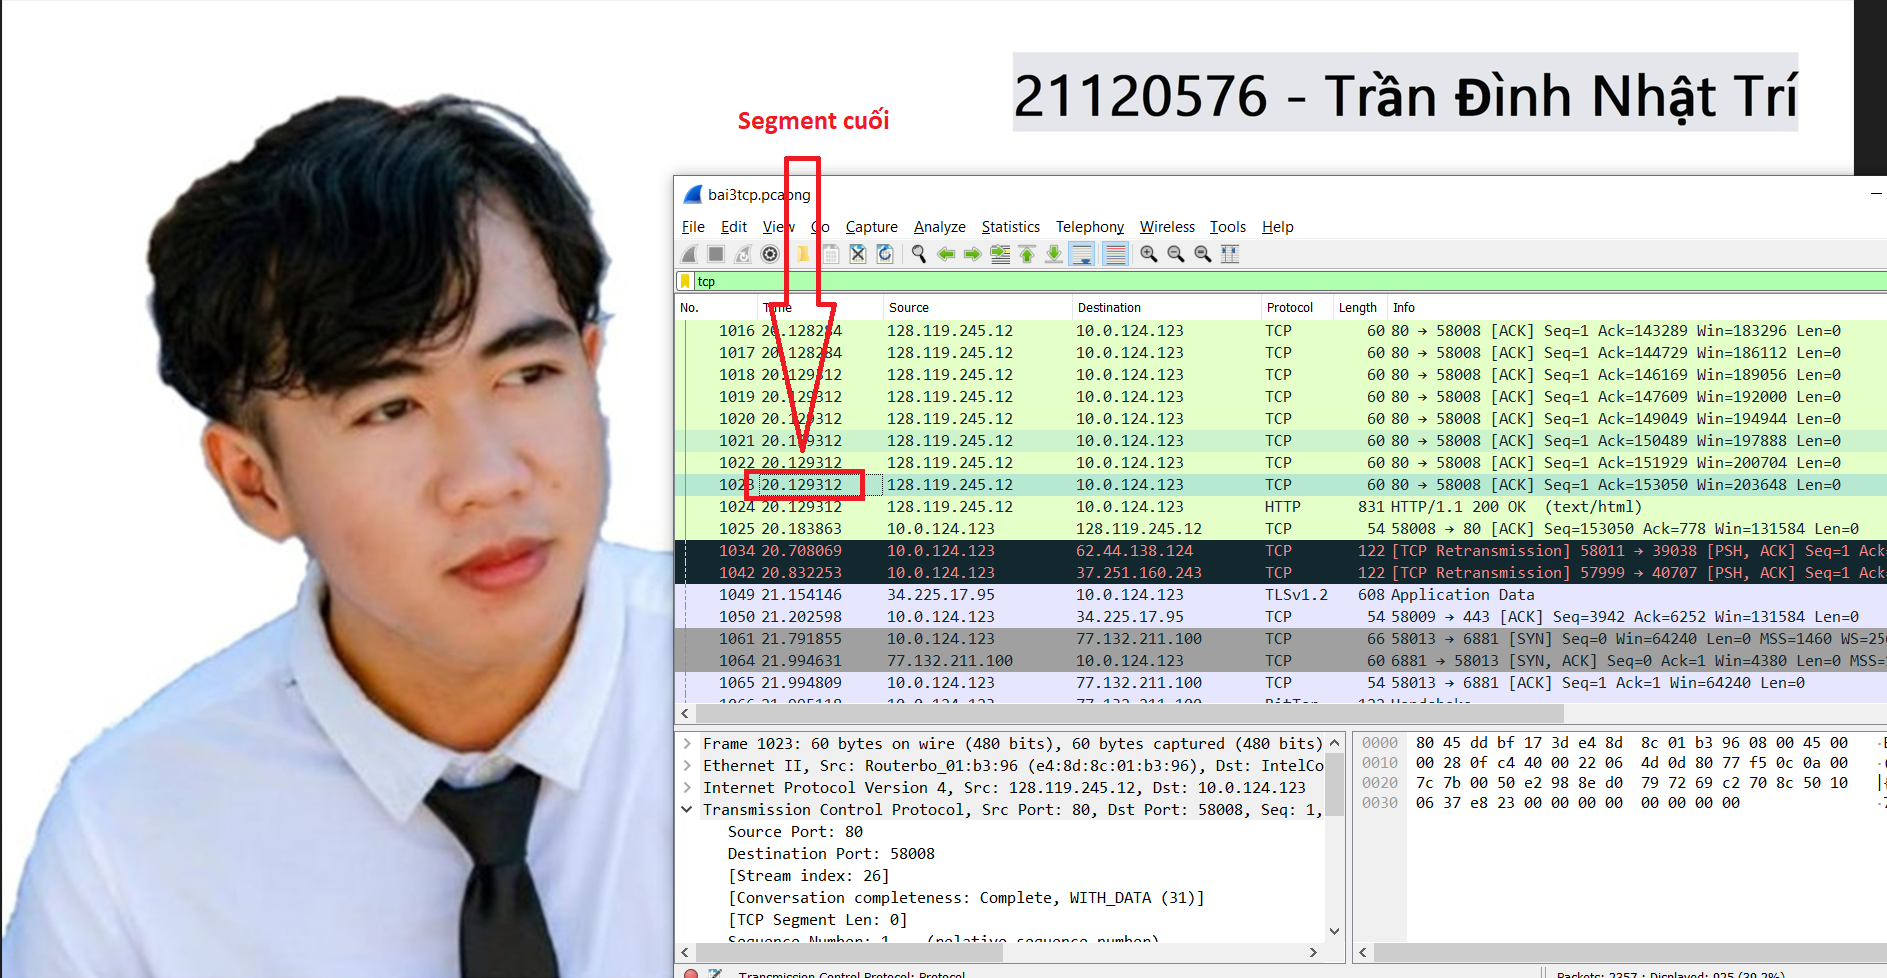 21120576 - Trần Đình Nhật Trí
Segment cuối
bai3tcp.pcapng
File Edit View Go Capture Analyze Statistics Telephony Wireless Tools Help
tcp
No. Time Source Destination Protocol Length Info
1016 20.128284 128.119.245.12 10.0.124.123 TCP 60 80 → 58008 [ACK] Seq=1 Ack=143289 Win=183296 Len=0
1017 20.128284 128.119.245.12 10.0.124.123 TCP 60 80 → 58008 [ACK] Seq=1 Ack=144729 Win=186112 Len=0
1018 20.129312 128.119.245.12 10.0.124.123 TCP 60 80 → 58008 [ACK] Seq=1 Ack=146169 Win=189056 Len=0
1019 20.129312 128.119.245.12 10.0.124.123 TCP 60 80 → 58008 [ACK] Seq=1 Ack=147609 Win=192000 Len=0
1020 20.129312 128.119.245.12 10.0.124.123 TCP 60 80 → 58008 [ACK] Seq=1 Ack=149049 Win=194944 Len=0
1021 20.129312 128.119.245.12 10.0.124.123 TCP 60 80 → 58008 [ACK] Seq=1 Ack=150489 Win=197888 Len=0
1022 20.129312 128.119.245.12 10.0.124.123 TCP 60 80 → 58008 [ACK] Seq=1 Ack=151929 Win=200704 Len=0
1023 20.129312 128.119.245.12 10.0.124.123 TCP 60 80 → 58008 [ACK] Seq=1 Ack=153050 Win=203648 Len=0
1024 20.129312 128.119.245.12 10.0.124.123 HTTP 831 HTTP/1.1 200 OK (text/html)
1025 20.183863 10.0.124.123 128.119.245.12 TCP 54 58008 → 80 [ACK] Seq=153050 Ack=778 Win=131584 Len=0
1034 20.708069 10.0.124.123 62.44.138.124 TCP 122 [TCP Retransmission] 58011 → 39038 [PSH, ACK] Seq=1 Ack
1042 20.832253 10.0.124.123 37.251.160.243 TCP 122 [TCP Retransmission] 57999 → 40707 [PSH, ACK] Seq=1 Ack
1049 21.154146 34.225.17.95 10.0.124.123 TLSv1.2 608 Application Data
1050 21.202598 10.0.124.123 34.225.17.95 TCP 54 58009 → 443 [ACK] Seq=3942 Ack=6252 Win=131584 Len=0
1061 21.791855 10.0.124.123 77.132.211.100 TCP 66 58013 → 6881 [SYN] Seq=0 Win=64240 Len=0 MSS=1460 WS=25
1064 21.994631 77.132.211.100 10.0.124.123 TCP 60 6881 → 58013 [SYN, ACK] Seq=0 Ack=1 Win=4380 Len=0 MSS=
1065 21.994809 10.0.124.123 77.132.211.100 TCP 54 58013 → 6881 [ACK] Seq=1 Ack=1 Win=64240 Len=0
Frame 1023: 60 bytes on wire (480 bits), 60 bytes captured (480 bits)
Ethernet II, Src: Routerbo_01:b3:96 (e4:8d:8c:01:b3:96), Dst: IntelCo
Internet Protocol Version 4, Src: 128.119.245.12, Dst: 10.0.124.123
Transmission Control Protocol, Src Port: 80, Dst Port: 58008, Seq: 1,
Source Port: 80
Destination Port: 58008
[Stream index: 26]
[Conversation completeness: Complete, WITH_DATA (31)]
[TCP Segment Len: 0]
Sequence Number: 1 (relative sequence number)
0000 80 45 dd bf 17 3d e4 8d 8c 01 b3 96 08 00 45 00
0010 00 28 0f c4 40 00 22 06 4d 0d 80 77 f5 0c 0a 00
0020 7c 7b 00 50 e2 98 8e d0 79 72 69 c2 70 8c 50 10
0030 06 37 e8 23 00 00 00 00 00 00 00 00
Transmission Control Protocol: Protocol
Packets: 2357 · Displayed: 925 (39.2%)